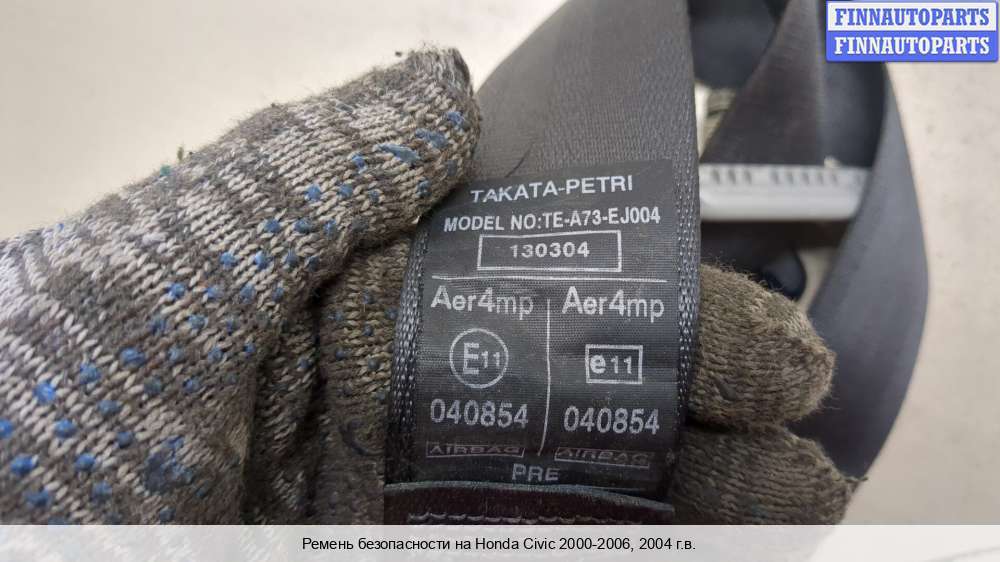 FINNAUTOPARTS
FINNAUTOPARTS
TAKATA-PETRI
MODEL NO:TE-A73-EJ004
130304
Aer4mp Aer4mp
E11 e11
040854 040854
AIRBAG AIRBAG
PRE
Ремень безопасности на Honda Civic 2000-2006, 2004 г.в.